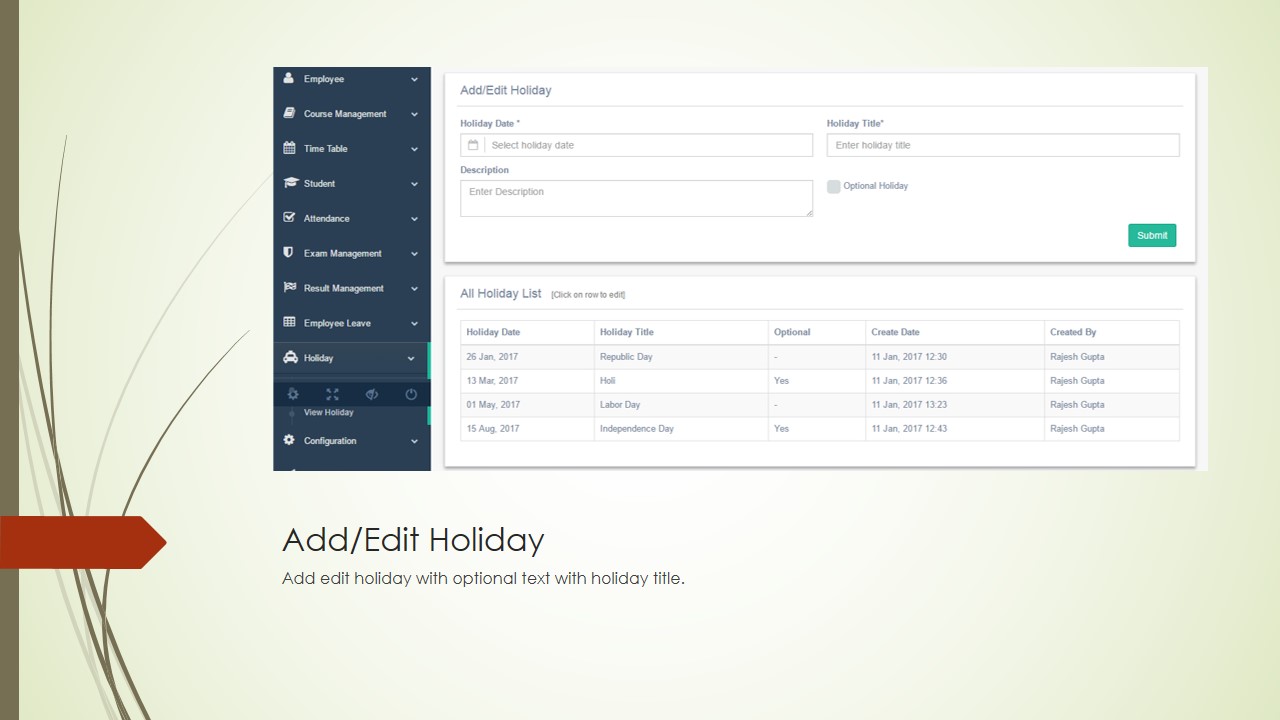 Employee
Course Management
Time Table
Student
Attendance
Exam Management
Result Management
Employee Leave
Holiday
View Holiday
Configuration
Add/Edit Holiday
Holiday Date * Holiday Title*
Select holiday date Enter holiday title
Description
Enter Description Optional Holiday
Submit
All Holiday List [Click on row to edit]
Holiday Date Holiday Title Optional Create Date Created By
26 Jan, 2017 Republic Day - 11 Jan, 2017 12:30 Rajesh Gupta
13 Mar, 2017 Holi Yes 11 Jan, 2017 12:36 Rajesh Gupta
01 May, 2017 Labor Day - 11 Jan, 2017 13:23 Rajesh Gupta
15 Aug, 2017 Independence Day Yes 11 Jan, 2017 12:43 Rajesh Gupta
Add/Edit Holiday
Add edit holiday with optional text with holiday title.